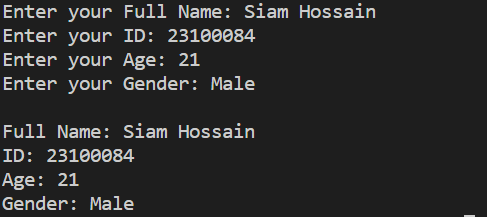 Enter your Full Name: Siam Hossain
Enter your ID: 23100084
Enter your Age: 21
Enter your Gender: Male

Full Name: Siam Hossain
ID: 23100084
Age: 21
Gender: Male